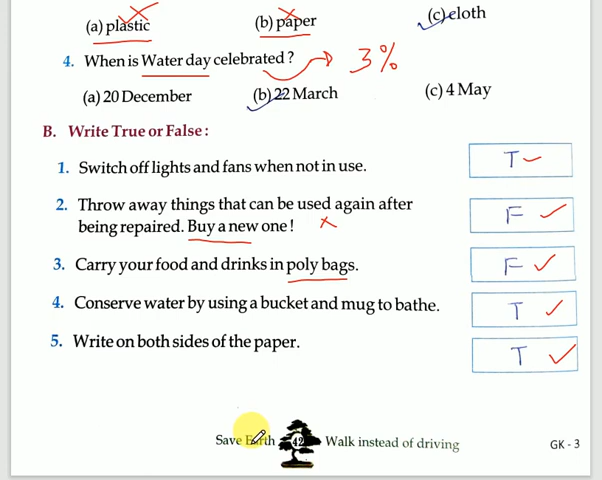 (a) plastic (b) paper (c) cloth
4. When is Water day celebrated? → 3%
(a) 20 December (b) 22 March (c) 4 May
B. Write True or False :
1. Switch off lights and fans when not in use. T
2. Throw away things that can be used again after
being repaired. Buy a new one! F
3. Carry your food and drinks in poly bags. F
4. Conserve water by using a bucket and mug to bathe. T
5. Write on both sides of the paper. T
Save Earth 42 Walk instead of driving GK - 3